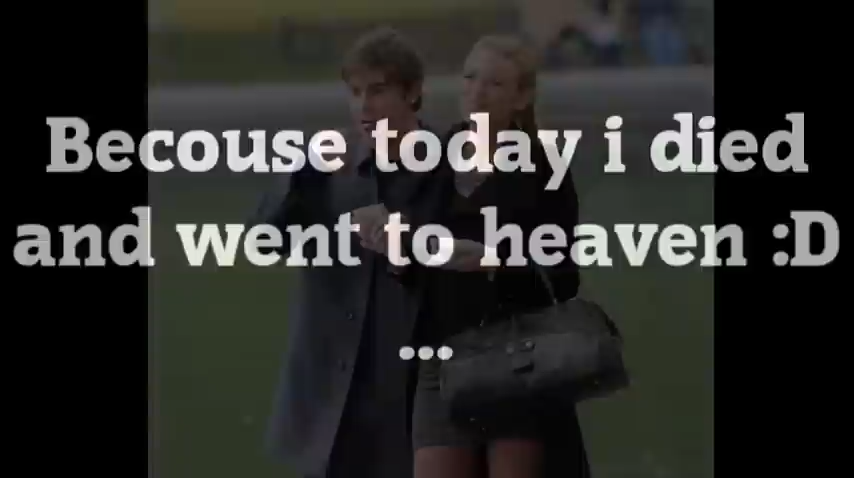 Becouse today i died
and went to heaven :D
...